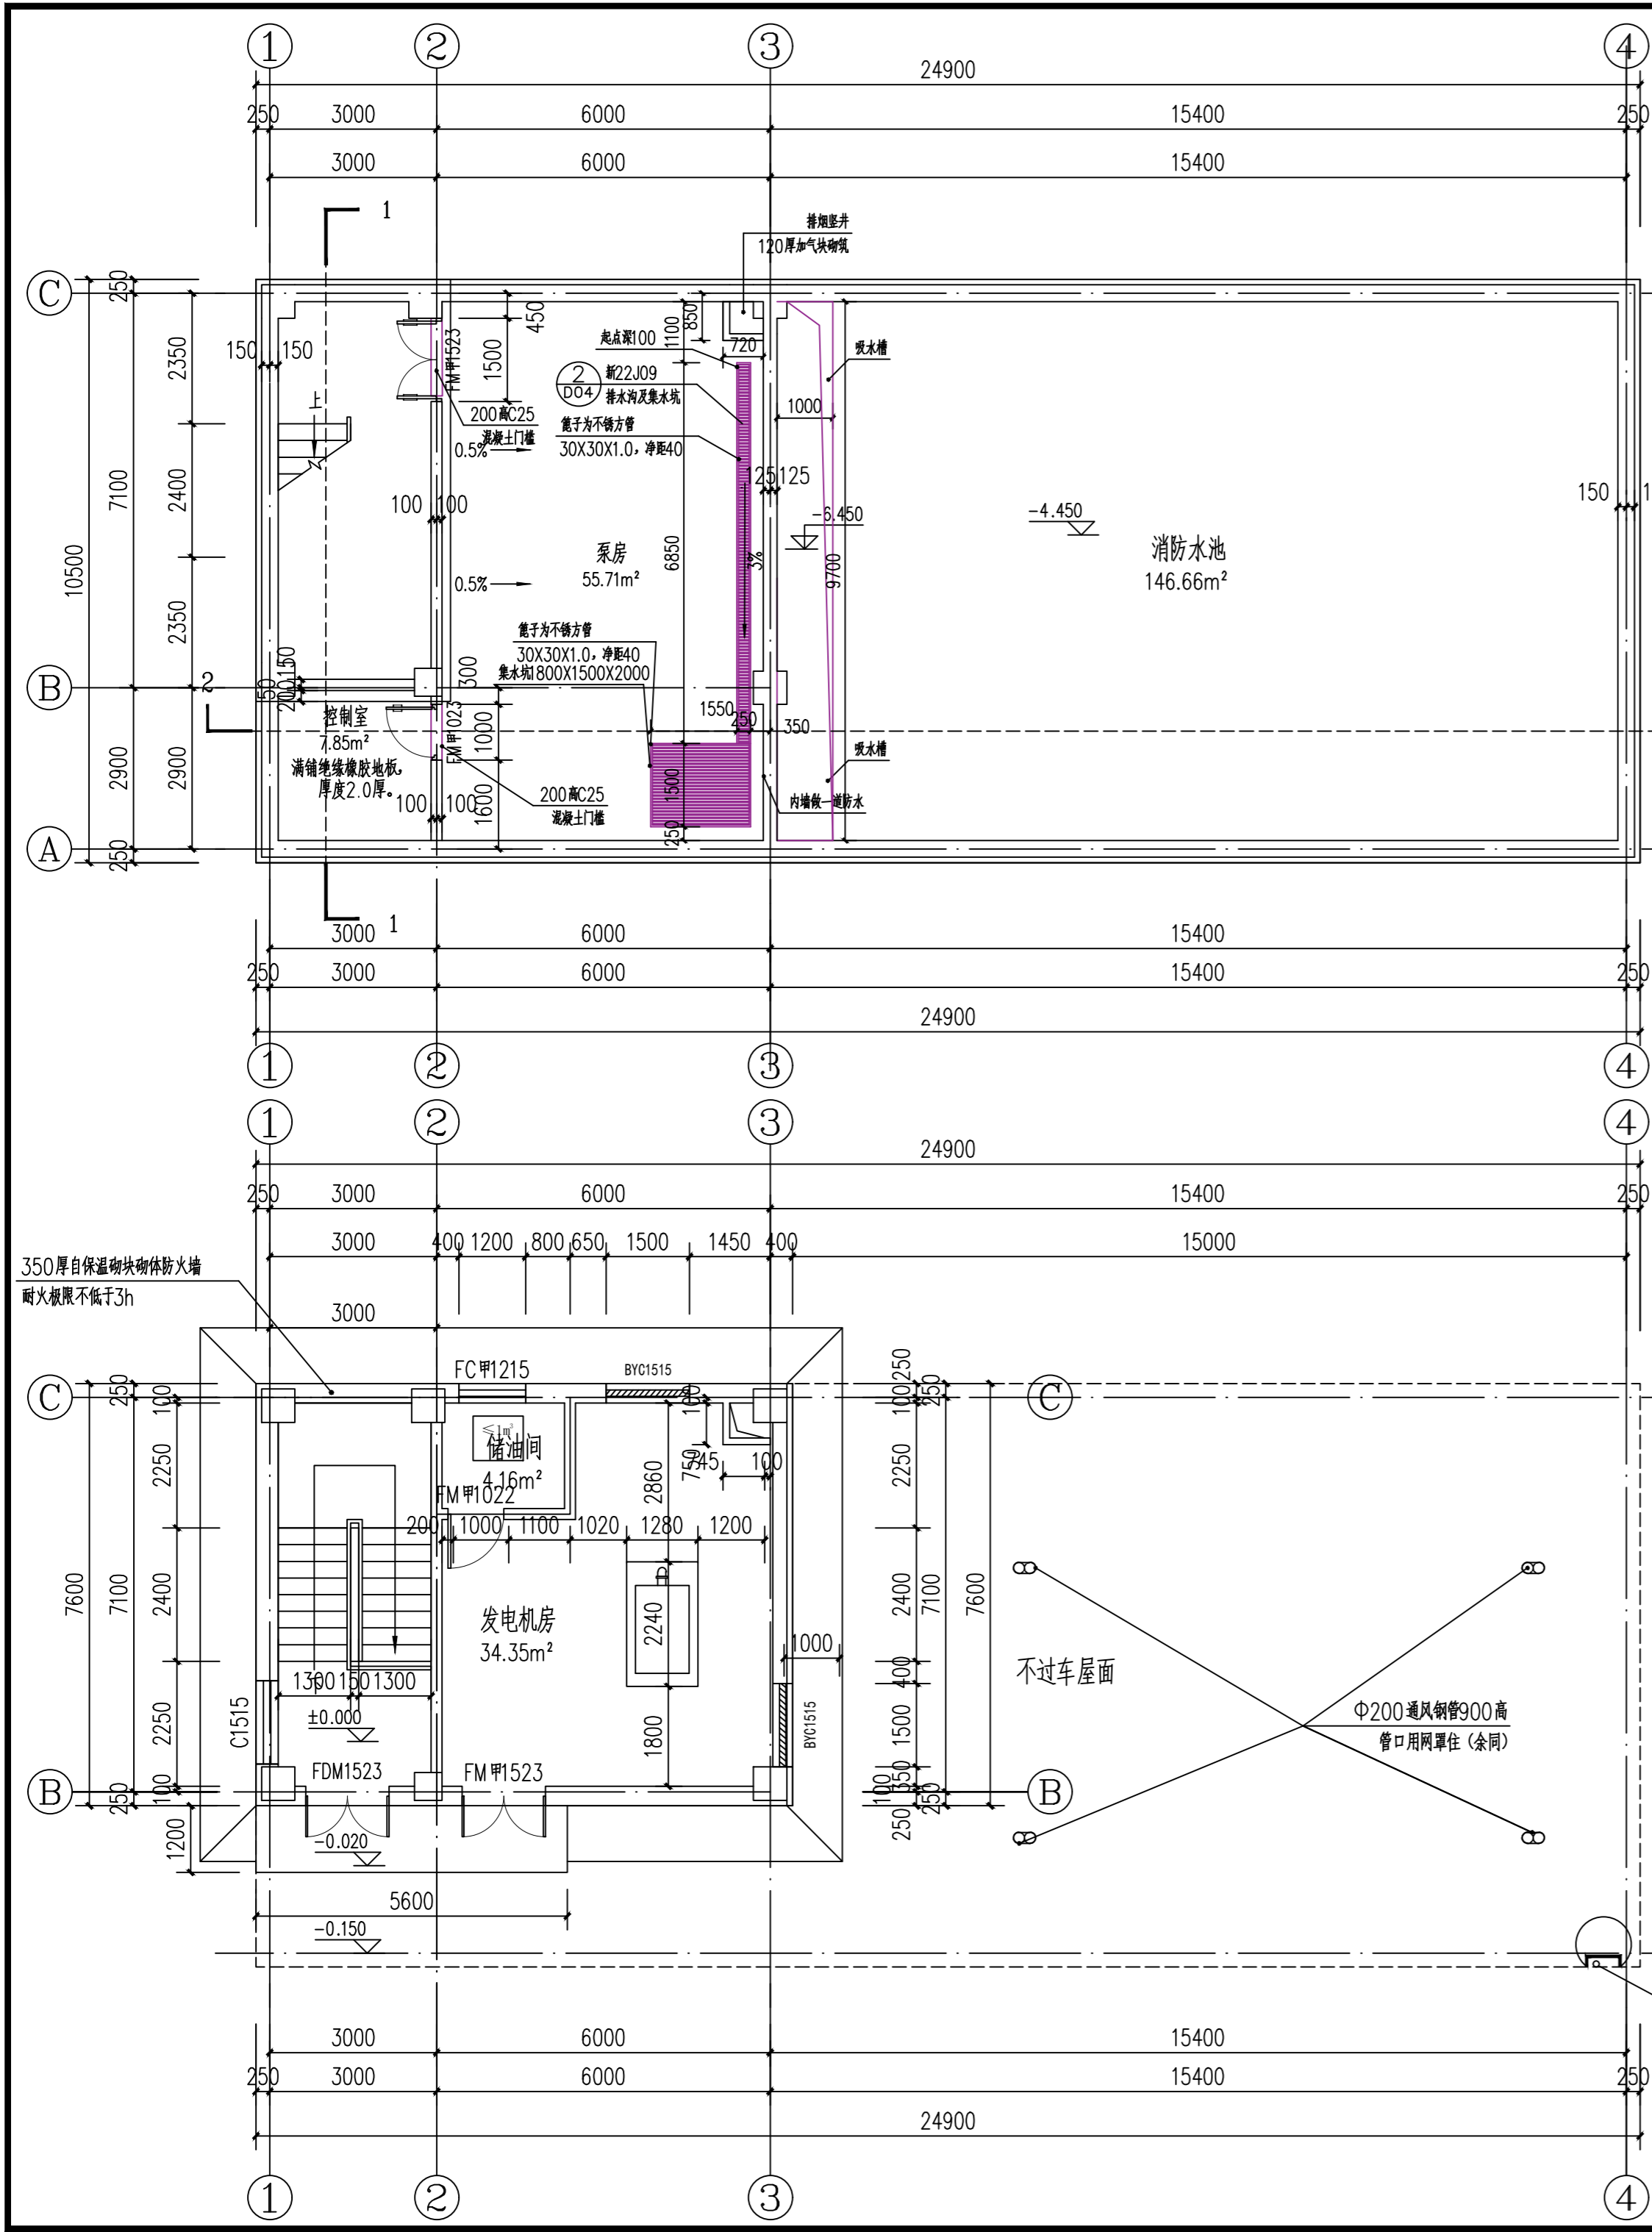 1
2
3
4
24900
250
3000
6000
15400
250
3000
6000
15400
1
排烟竖井
120厚加气块砌筑
C
250
450
1100
850
150
150
2350
FM甲1523
1500
起点深100
720
吸水槽
2
D04
新22J09
排水沟及集水坑
上
200高C25
混凝土门槛
1000
篦子为不锈方管
30X30X1.0，净距40
0.5%
125
125
7100
2400
100
100
-6.450
-4.450
150
10500
泵房
55.71m²
6850
3%
9700
消防水池
146.66m²
0.5%
2350
篦子为不锈方管
30X30X1.0，净距40
集水坑1800X1500X2000
150
300
B
2
50
200
1550
250
350
控制室
7.85m²
FM甲1023
1000
吸水槽
满铺绝缘橡胶地板，
厚度2.0厚。
2900
2900
1500
100
100
1600
200高C25
混凝土门槛
内墙做一道防水
250
A
250
1
3000
6000
15400
250
3000
6000
15400
250
24900
1
2
3
4
1
2
3
4
24900
250
3000
6000
15400
250
3000
400
1200
800
650
1500
1450
400
15000
350厚自保温砌块砌体防火墙
耐火极限不低于3h
3000
FC甲1215
BYC1515
C
250
100
100
250
100
250
C
≤1m³
储油间
4.16m²
2250
2860
750
745
100
2250
FM甲1022
200
1000
1100
1020
1280
1200
7600
7100
2400
发电机房
34.35m²
2240
2400
7100
7600
1000
不过车屋面
400
1300
150
1300
C1515
±0.000
2250
1800
BYC1515
1500
Φ200通风钢管900高
管口用网罩住（余同）
FDM1523
FM甲1523
B
250
100
100
350
250
250
B
1200
-0.020
5600
-0.150
3000
6000
15400
250
3000
6000
15400
250
24900
1
2
3
4